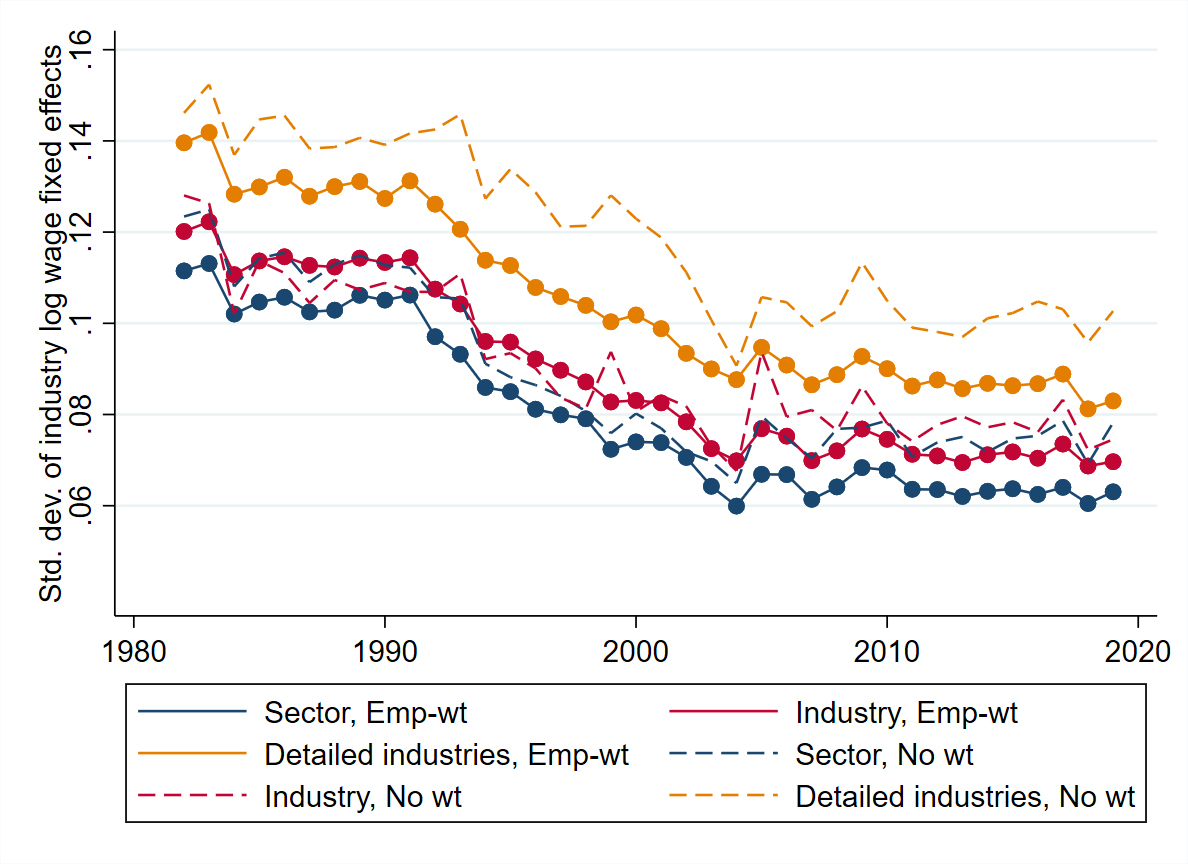 Std. dev. of industry log wage fixed effects
.16
.14
.12
.1
.08
.06
1980 1990 2000 2010 2020
Sector, Emp-wt Industry, Emp-wt
Detailed industries, Emp-wt Sector, No wt
Industry, No wt Detailed industries, No wt